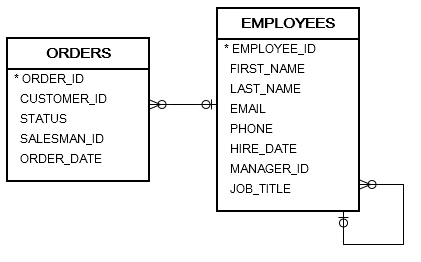 ORDERS
* ORDER_ID
CUSTOMER_ID
STATUS
SALESMAN_ID
ORDER_DATE
EMPLOYEES
* EMPLOYEE_ID
FIRST_NAME
LAST_NAME
EMAIL
PHONE
HIRE_DATE
MANAGER_ID
JOB_TITLE